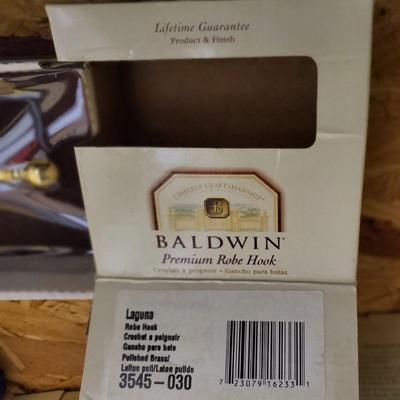 Lifetime Guarantee
Product & Finish
TIMELESS CRAFTSMANSHIP™
B
BALDWIN®
Premium Robe Hook
Crochet à peignoir · Gancho para batas
Laguna
Robe Hook
Crochet a peignoir
Gancho para bata
Polished Brass/
Laiton poli/Laton pulido
3545-030
7 23079 16233 1